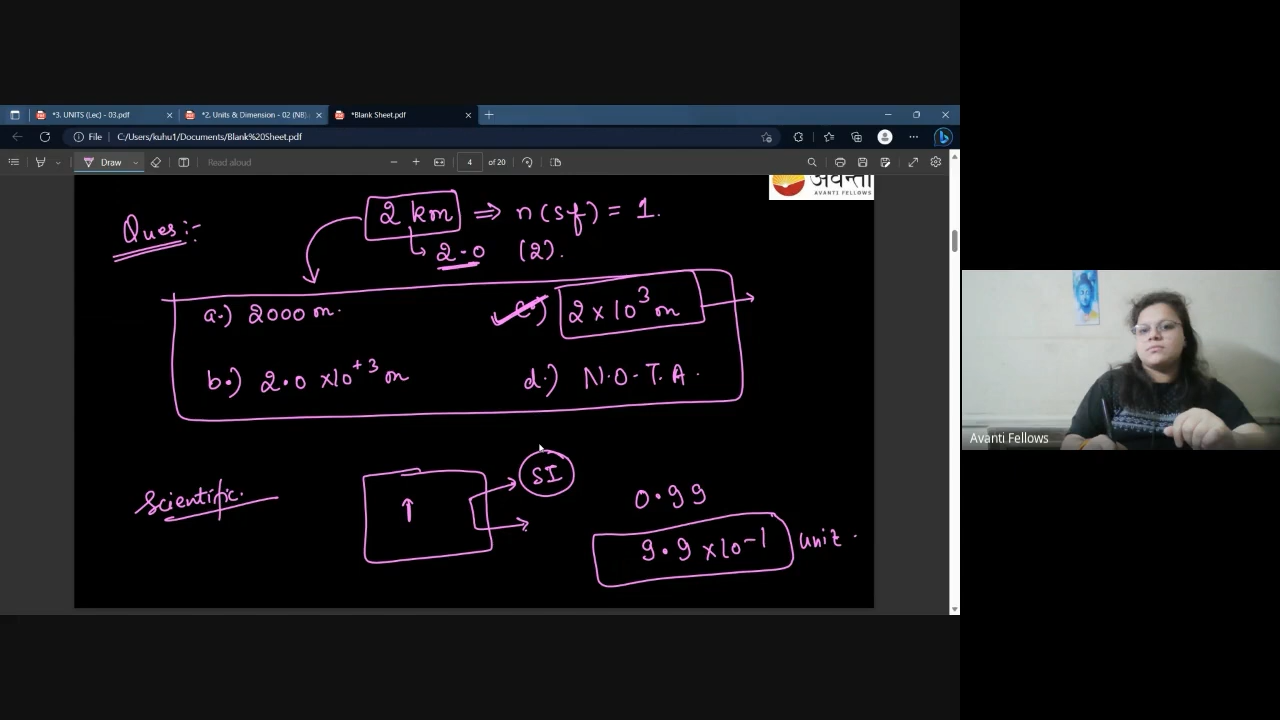 *3. UNITS (Lec) - 03.pdf
*2. Units & Dimension - 02 (NB).
*Blank Sheet.pdf
File C:/Users/kuhu1/Documents/Blank%20Sheet.pdf
Draw
Read aloud
4 of 20
अवन्ती
AVANTI FELLOWS
Ques:- 2 km ⇒ n(sf) = 1.
→ 2.0 (2).
a.) 2000 m. c.) 2 × 10³ m
b.) 2.0 × 10⁺³ m d.) N.O.T.A.
Scientific. ↑ SI
0.99
9.9 × 10⁻¹ unit.
Avanti Fellows